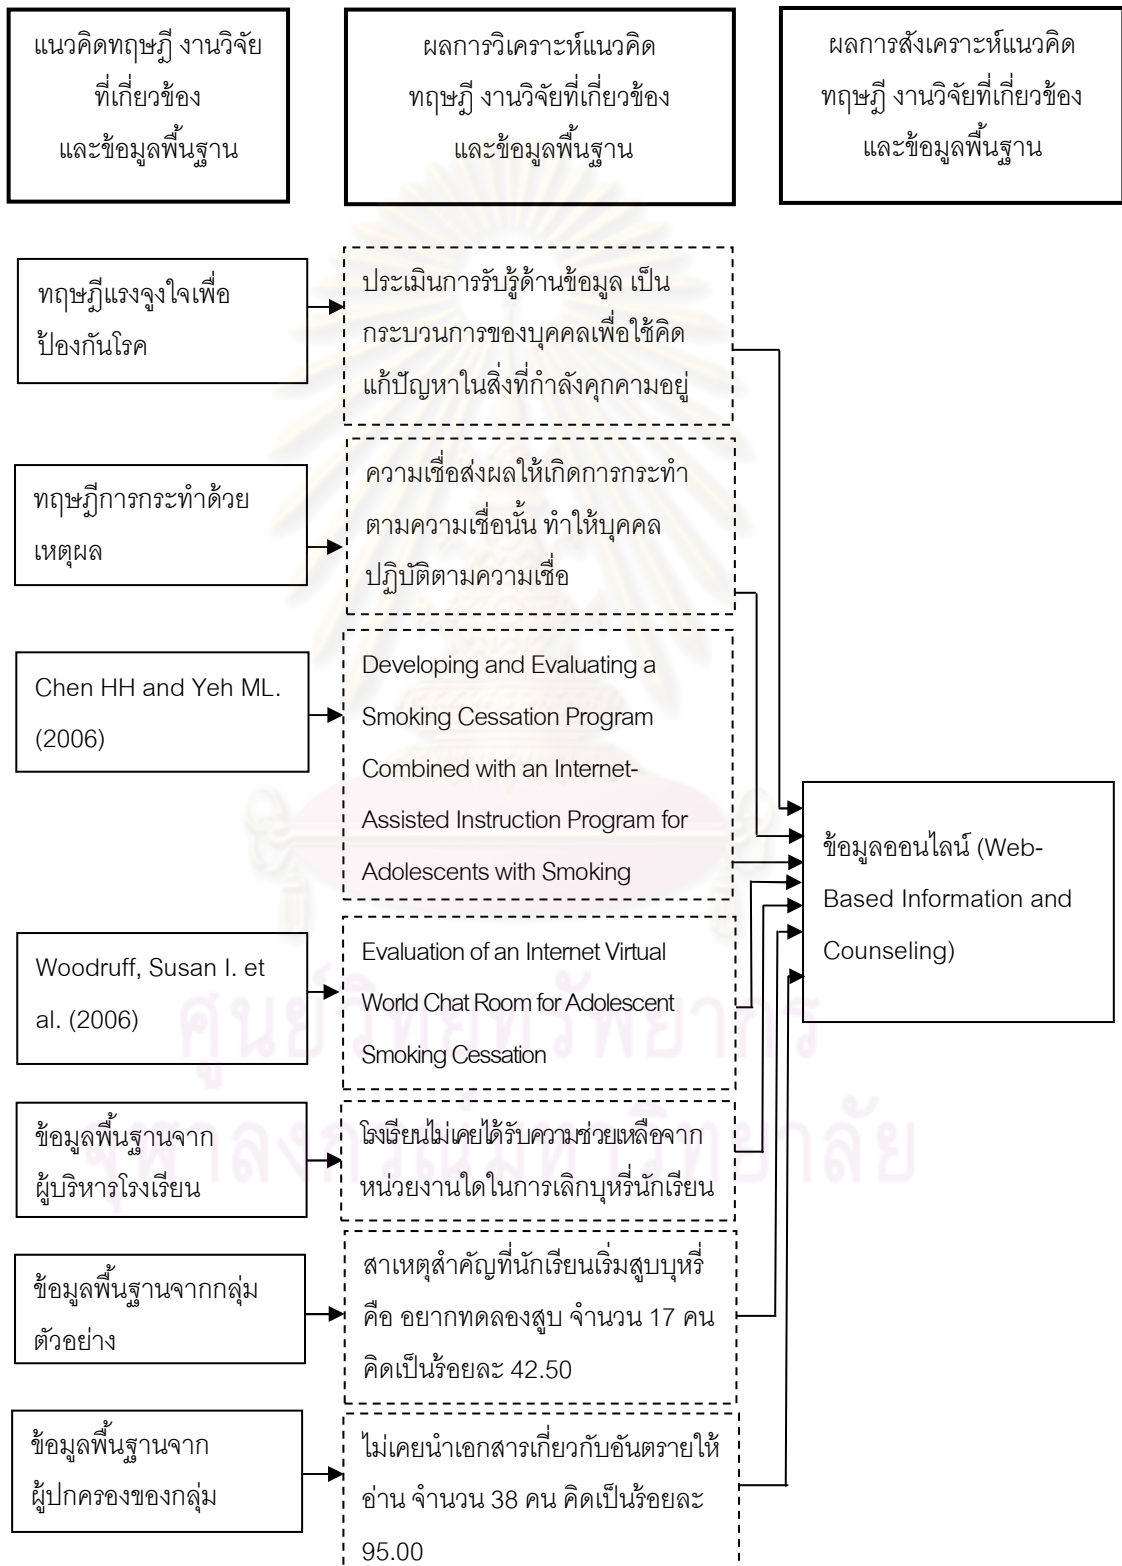 แนวคิดทฤษฎี งานวิจัย
ที่เกี่ยวข้อง
และข้อมูลพื้นฐาน
ผลการวิเคราะห์แนวคิด
ทฤษฎี งานวิจัยที่เกี่ยวข้อง
และข้อมูลพื้นฐาน
ผลการสังเคราะห์แนวคิด
ทฤษฎี งานวิจัยที่เกี่ยวข้อง
และข้อมูลพื้นฐาน
ทฤษฎีแรงจูงใจเพื่อ
ป้องกันโรค
ประเมินการรับรู้ด้านข้อมูล เป็น
กระบวนการของบุคคลเพื่อใช้คิด
แก้ปัญหาในสิ่งที่กำลังคุกคามอยู่
ทฤษฎีการกระทำด้วย
เหตุผล
ความเชื่อส่งผลให้เกิดการกระทำ
ตามความเชื่อนั้น ทำให้บุคคล
ปฏิบัติตามความเชื่อ
Chen HH and Yeh ML.
(2006)
Developing and Evaluating a
Smoking Cessation Program
Combined with an Internet-
Assisted Instruction Program for
Adolescents with Smoking
Woodruff, Susan I. et
al. (2006)
Evaluation of an Internet Virtual
World Chat Room for Adolescent
Smoking Cessation
ข้อมูลพื้นฐานจาก
ผู้บริหารโรงเรียน
โรงเรียนไม่เคยได้รับความช่วยเหลือจาก
หน่วยงานใดในการเลิกบุหรี่นักเรียน
ข้อมูลพื้นฐานจากกลุ่ม
ตัวอย่าง
สาเหตุสำคัญที่นักเรียนเริ่มสูบบุหรี่
คือ อยากทดลองสูบ จำนวน 17 คน
คิดเป็นร้อยละ 42.50
ข้อมูลพื้นฐานจาก
ผู้ปกครองของกลุ่ม
ไม่เคยนำเอกสารเกี่ยวกับอันตรายให้
อ่าน จำนวน 38 คน คิดเป็นร้อยละ
95.00
ข้อมูลออนไลน์ (Web-
Based Information and
Counseling)
ศูนย์วิทยทรัพยากร
จุฬาลงกรณ์มหาวิทยาลัย